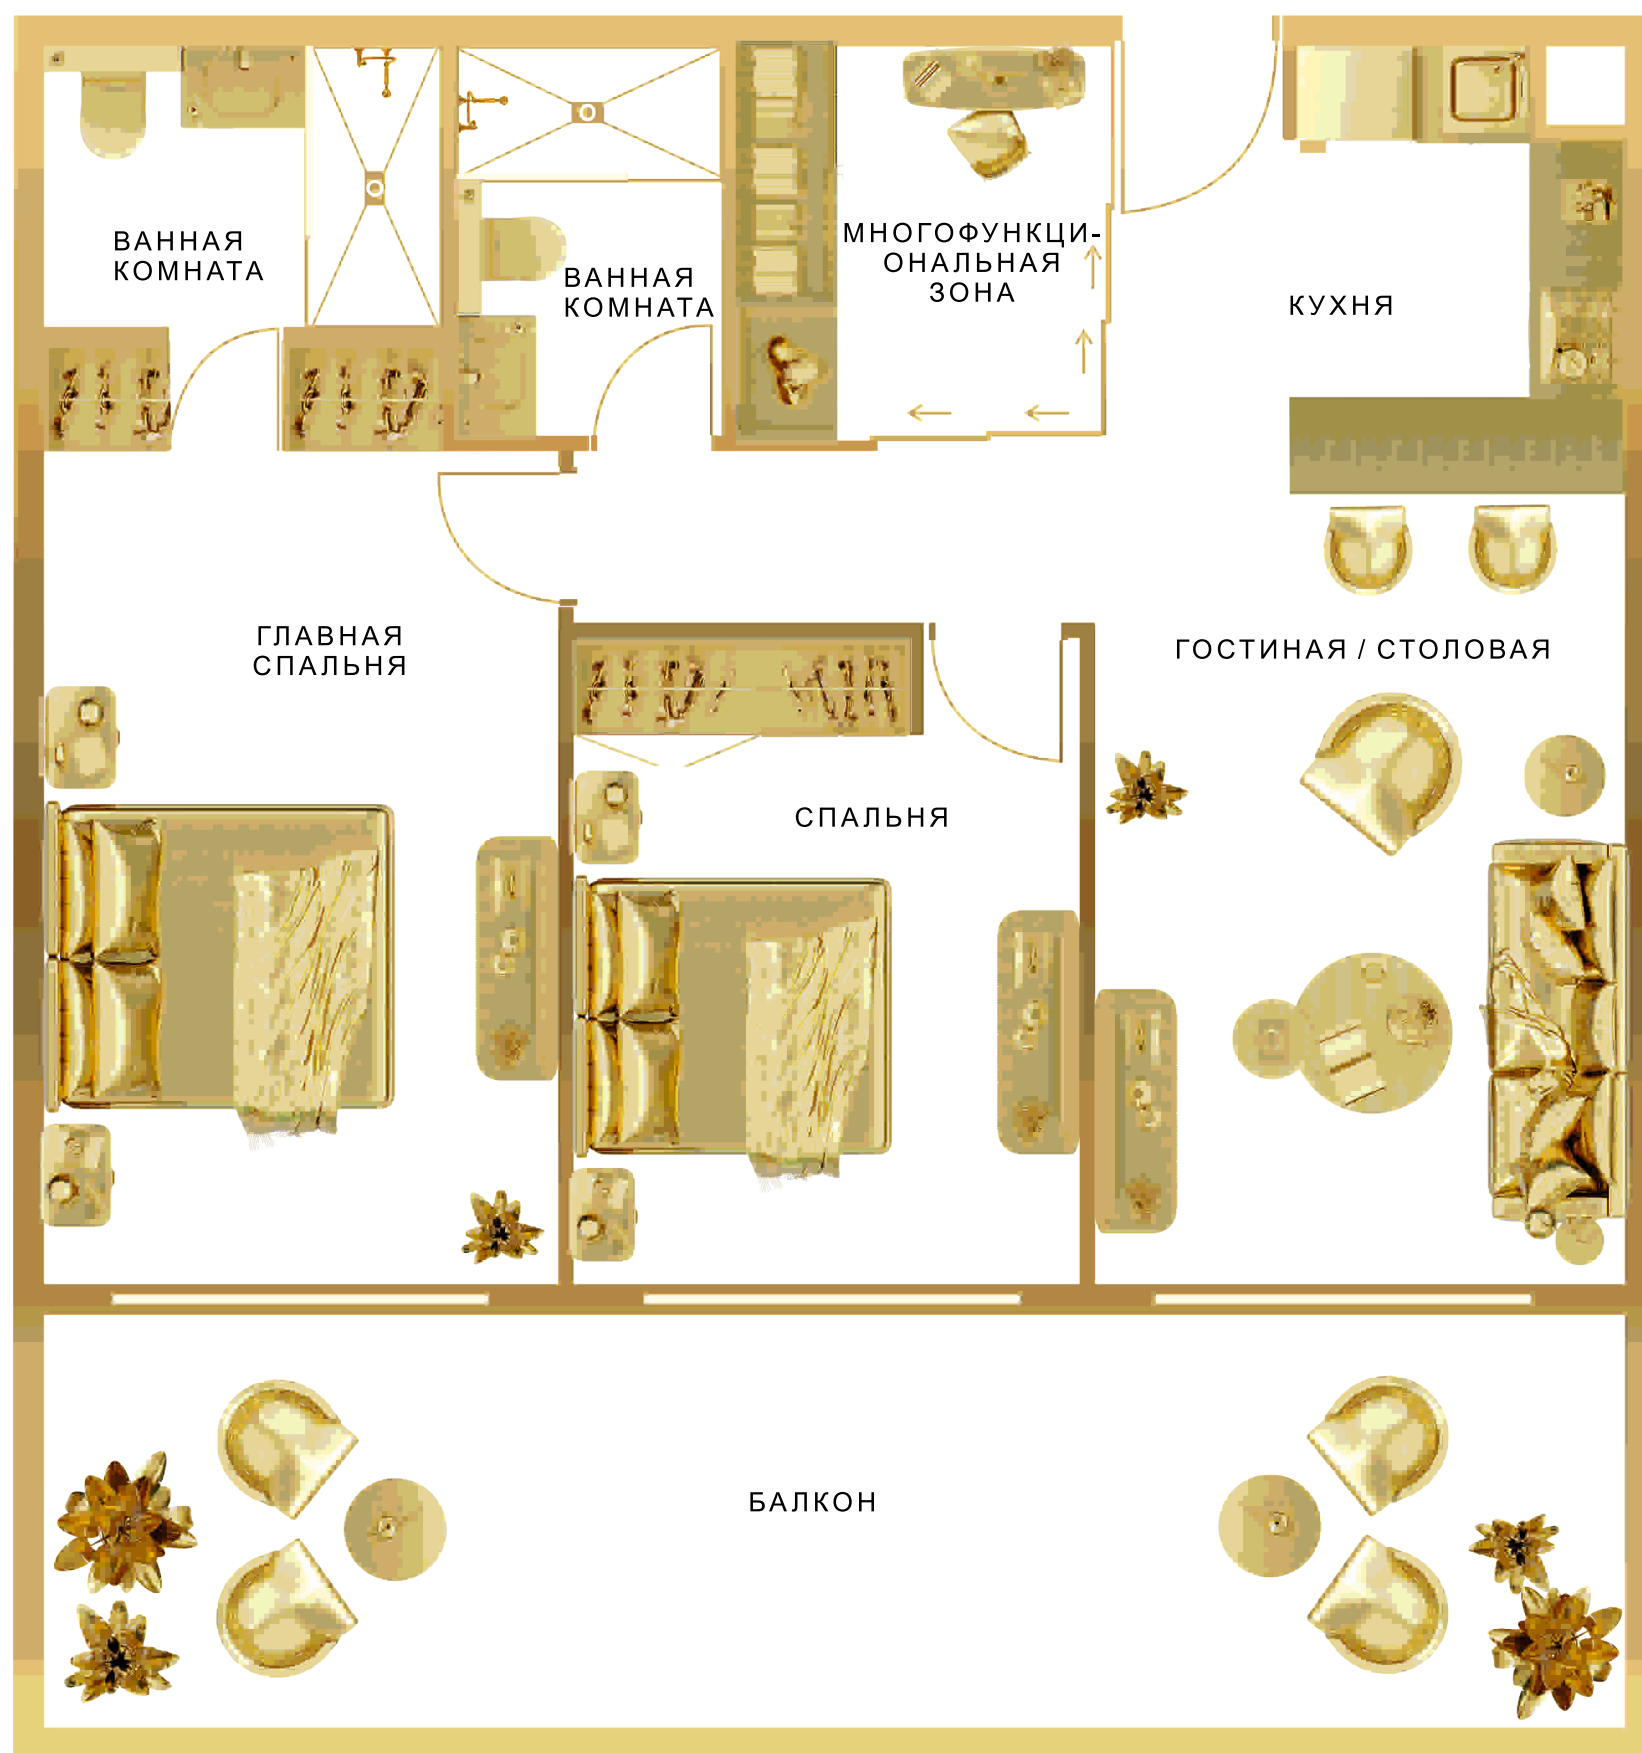 ВАННАЯ
КОМНАТА
ВАННАЯ
КОМНАТА
МНОГОФУНКЦИ-
ОНАЛЬНАЯ
ЗОНА
КУХНЯ
ГЛАВНАЯ
СПАЛЬНЯ
ГОСТИНАЯ / СТОЛОВАЯ
СПАЛЬНЯ
БАЛКОН